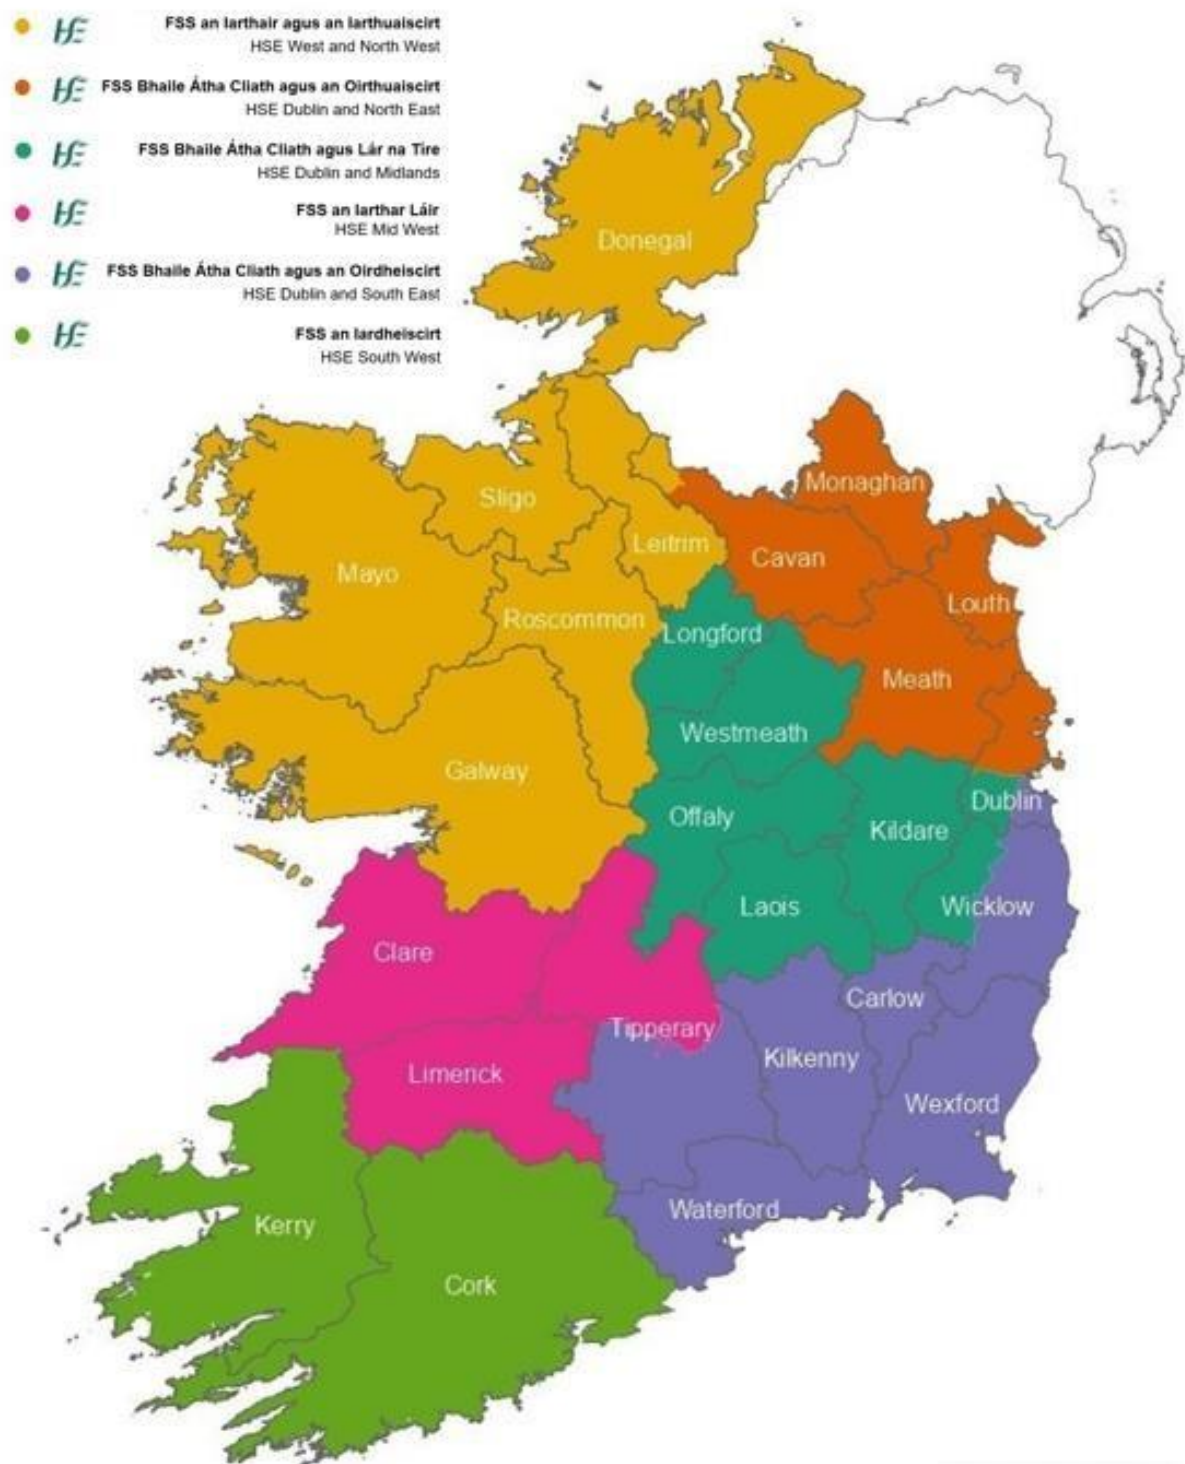 FSS an Iarthair agus an Iarthuaiscirt
HSE West and North West
FSS Bhaile Átha Cliath agus an Oirthuaiscirt
HSE Dublin and North East
FSS Bhaile Átha Cliath agus Lár na Tíre
HSE Dublin and Midlands
FSS an Iarthar Láir
HSE Mid West
FSS Bhaile Átha Cliath agus an Oirdheiscirt
HSE Dublin and South East
FSS an Iardheiscirt
HSE South West
Donegal
Monaghan
Sligo
Leitrim
Cavan
Mayo
Louth
Roscommon
Longford
Meath
Westmeath
Galway
Dublin
Offaly
Kildare
Laois
Wicklow
Clare
Carlow
Tipperary
Kilkenny
Limerick
Wexford
Waterford
Kerry
Cork